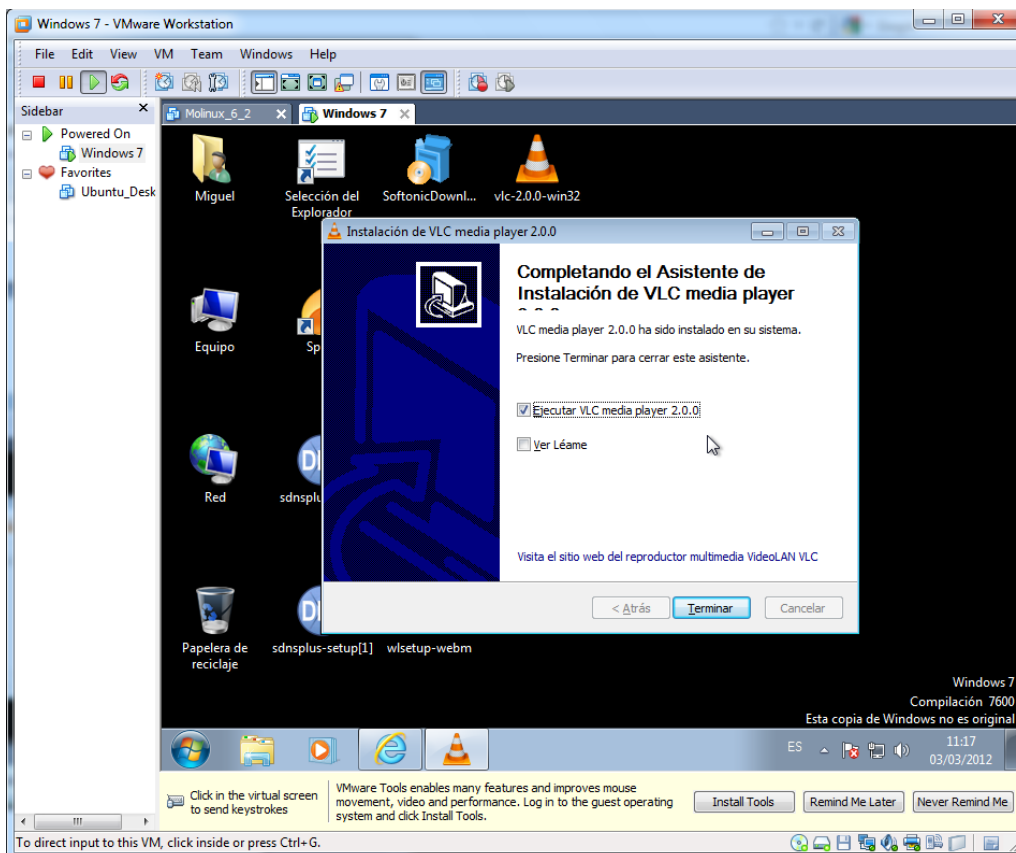 Windows 7 - VMware Workstation
File Edit View VM Team Windows Help
Sidebar
Powered On
Windows 7
Favorites
Ubuntu_Desk
Molinux_6_2
Windows 7
Miguel
Selección del
Explorador
SoftonicDownl...
vlc-2.0.0-win32
Equipo
Sp
Red
sdnsplu
Papelera de
reciclaje
sdnsplus-setup[1]
wlsetup-webm
Instalación de VLC media player 2.0.0
Completando el Asistente de
Instalación de VLC media player
VLC media player 2.0.0 ha sido instalado en su sistema.
Presione Terminar para cerrar este asistente.
Ejecutar VLC media player 2.0.0
Ver Léame
Visita el sitio web del reproductor multimedia VideoLAN VLC
< Atrás
Terminar
Cancelar
Windows 7
Compilación 7600
Esta copia de Windows no es original
ES
11:17
03/03/2012
Click in the virtual screen
to send keystrokes
VMware Tools enables many features and improves mouse
movement, video and performance. Log in to the guest operating
system and click Install Tools.
Install Tools
Remind Me Later
Never Remind Me
To direct input to this VM, click inside or press Ctrl+G.